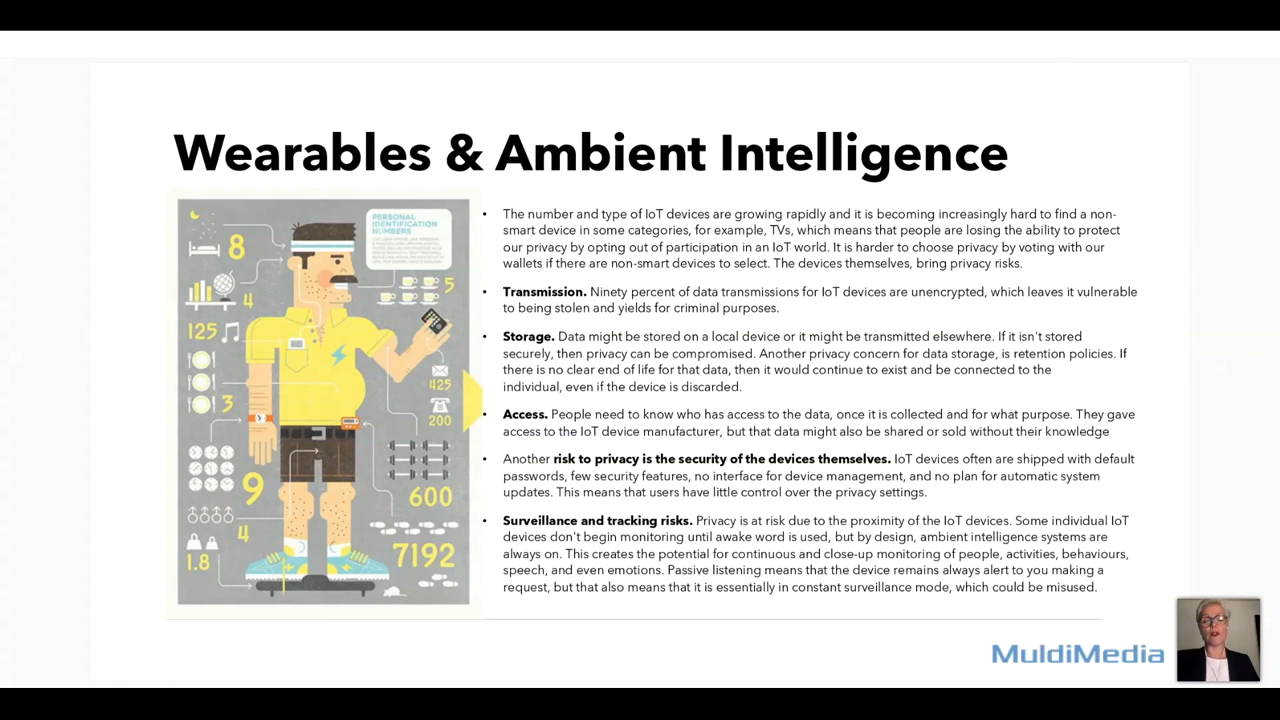 Wearables & Ambient Intelligence
PERSONAL
IDENTIFICATION
NUMBERS
8
5
4
125
425
3
200
9
600
4
7192
1.8
• The number and type of IoT devices are growing rapidly and it is becoming increasingly hard to find a non-
smart device in some categories, for example, TVs, which means that people are losing the ability to protect
our privacy by opting out of participation in an IoT world. It is harder to choose privacy by voting with our
wallets if there are non-smart devices to select. The devices themselves, bring privacy risks.
• Transmission. Ninety percent of data transmissions for IoT devices are unencrypted, which leaves it vulnerable
to being stolen and yields for criminal purposes.
• Storage. Data might be stored on a local device or it might be transmitted elsewhere. If it isn't stored
securely, then privacy can be compromised. Another privacy concern for data storage, is retention policies. If
there is no clear end of life for that data, then it would continue to exist and be connected to the
individual, even if the device is discarded.
• Access. People need to know who has access to the data, once it is collected and for what purpose. They gave
access to the IoT device manufacturer, but that data might also be shared or sold without their knowledge
• Another risk to privacy is the security of the devices themselves. IoT devices often are shipped with default
passwords, few security features, no interface for device management, and no plan for automatic system
updates. This means that users have little control over the privacy settings.
• Surveillance and tracking risks. Privacy is at risk due to the proximity of the IoT devices. Some individual IoT
devices don't begin monitoring until awake word is used, but by design, ambient intelligence systems are
always on. This creates the potential for continuous and close-up monitoring of people, activities, behaviours,
speech, and even emotions. Passive listening means that the device remains always alert to you making a
request, but that also means that it is essentially in constant surveillance mode, which could be misused.
MuldiMedia